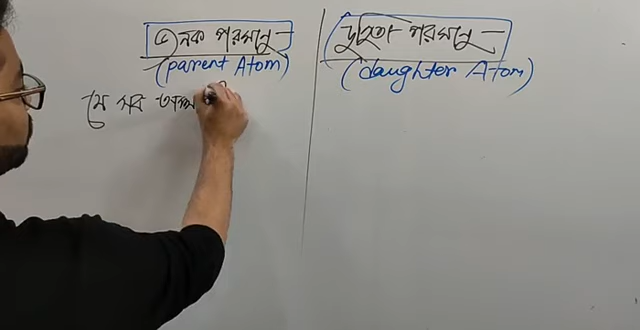 জনক পরমানু-
(parent Atom)
দুহিতা পরমানু-
(daughter Atom)
যে সব